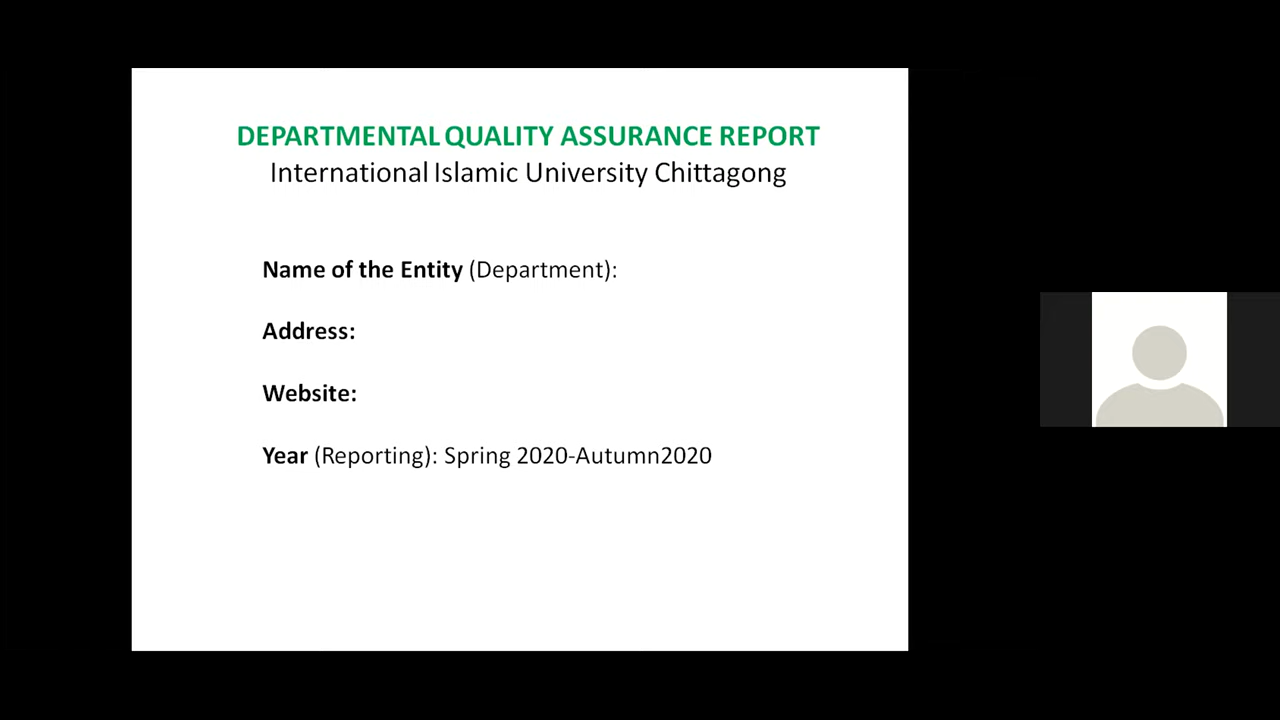 DEPARTMENTAL QUALITY ASSURANCE REPORT
International Islamic University Chittagong
Name of the Entity (Department):
Address:
Website:
Year (Reporting): Spring 2020-Autumn2020